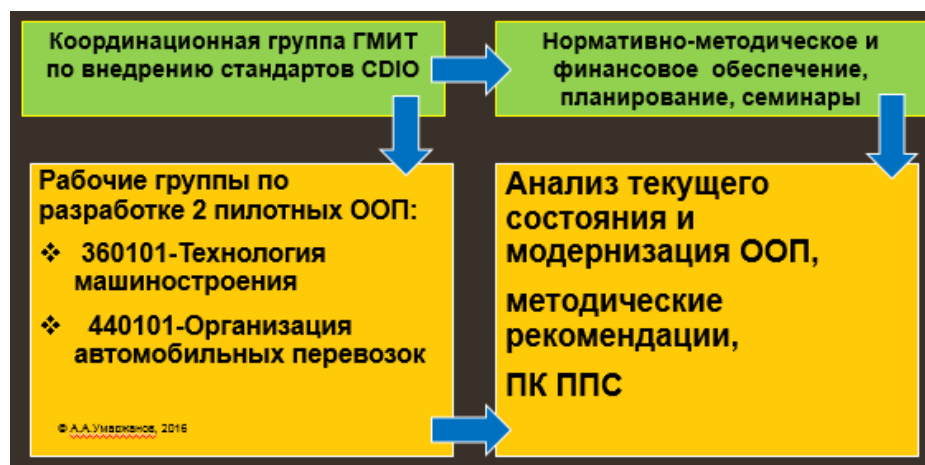 Координационная группа ГМИТ
по внедрению стандартов CDIO
Нормативно-методическое и
финансовое обеспечение,
планирование, семинары
Рабочие группы по
разработке 2 пилотных ООП:
❖ 360101-Технология
машиностроения
❖ 440101-Организация
автомобильных перевозок
© А.А.Умаржанов, 2016
Анализ текущего
состояния и
модернизация ООП,
методические
рекомендации,
ПК ППС